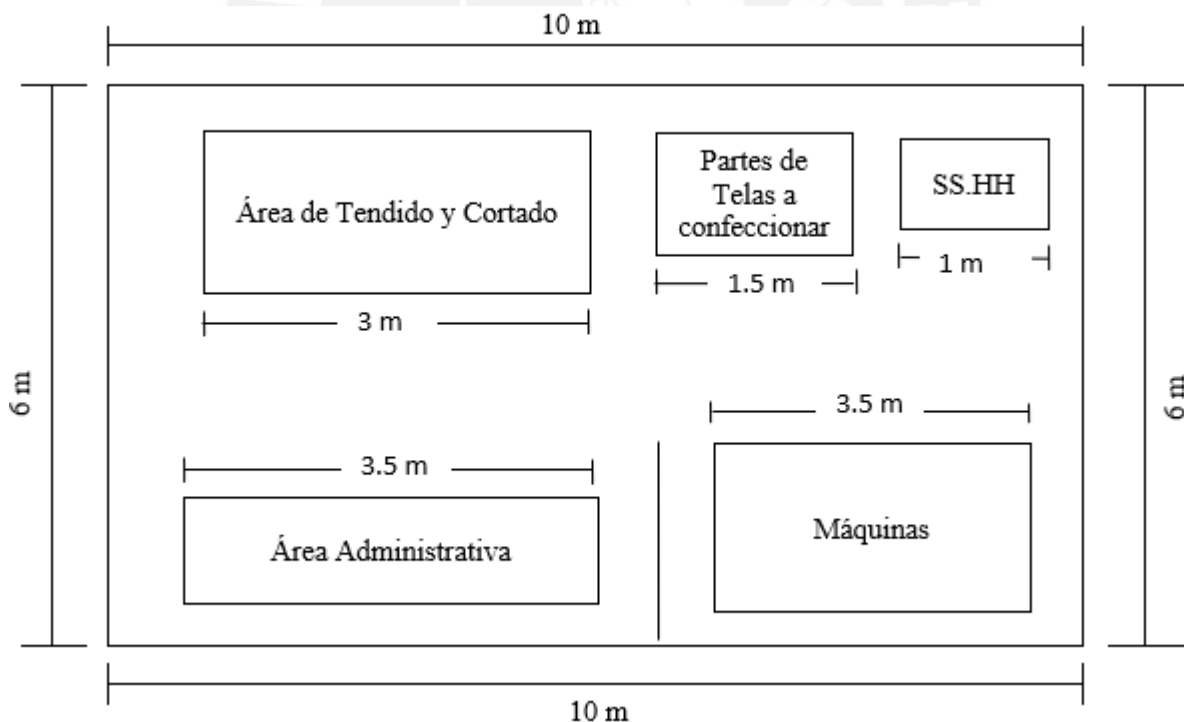 10 m
Área de Tendido y Cortado
Partes de
Telas a
confeccionar
SS.HH
1 m
1.5 m
3 m
6 m
6 m
3.5 m
3.5 m
Área Administrativa
Máquinas
10 m